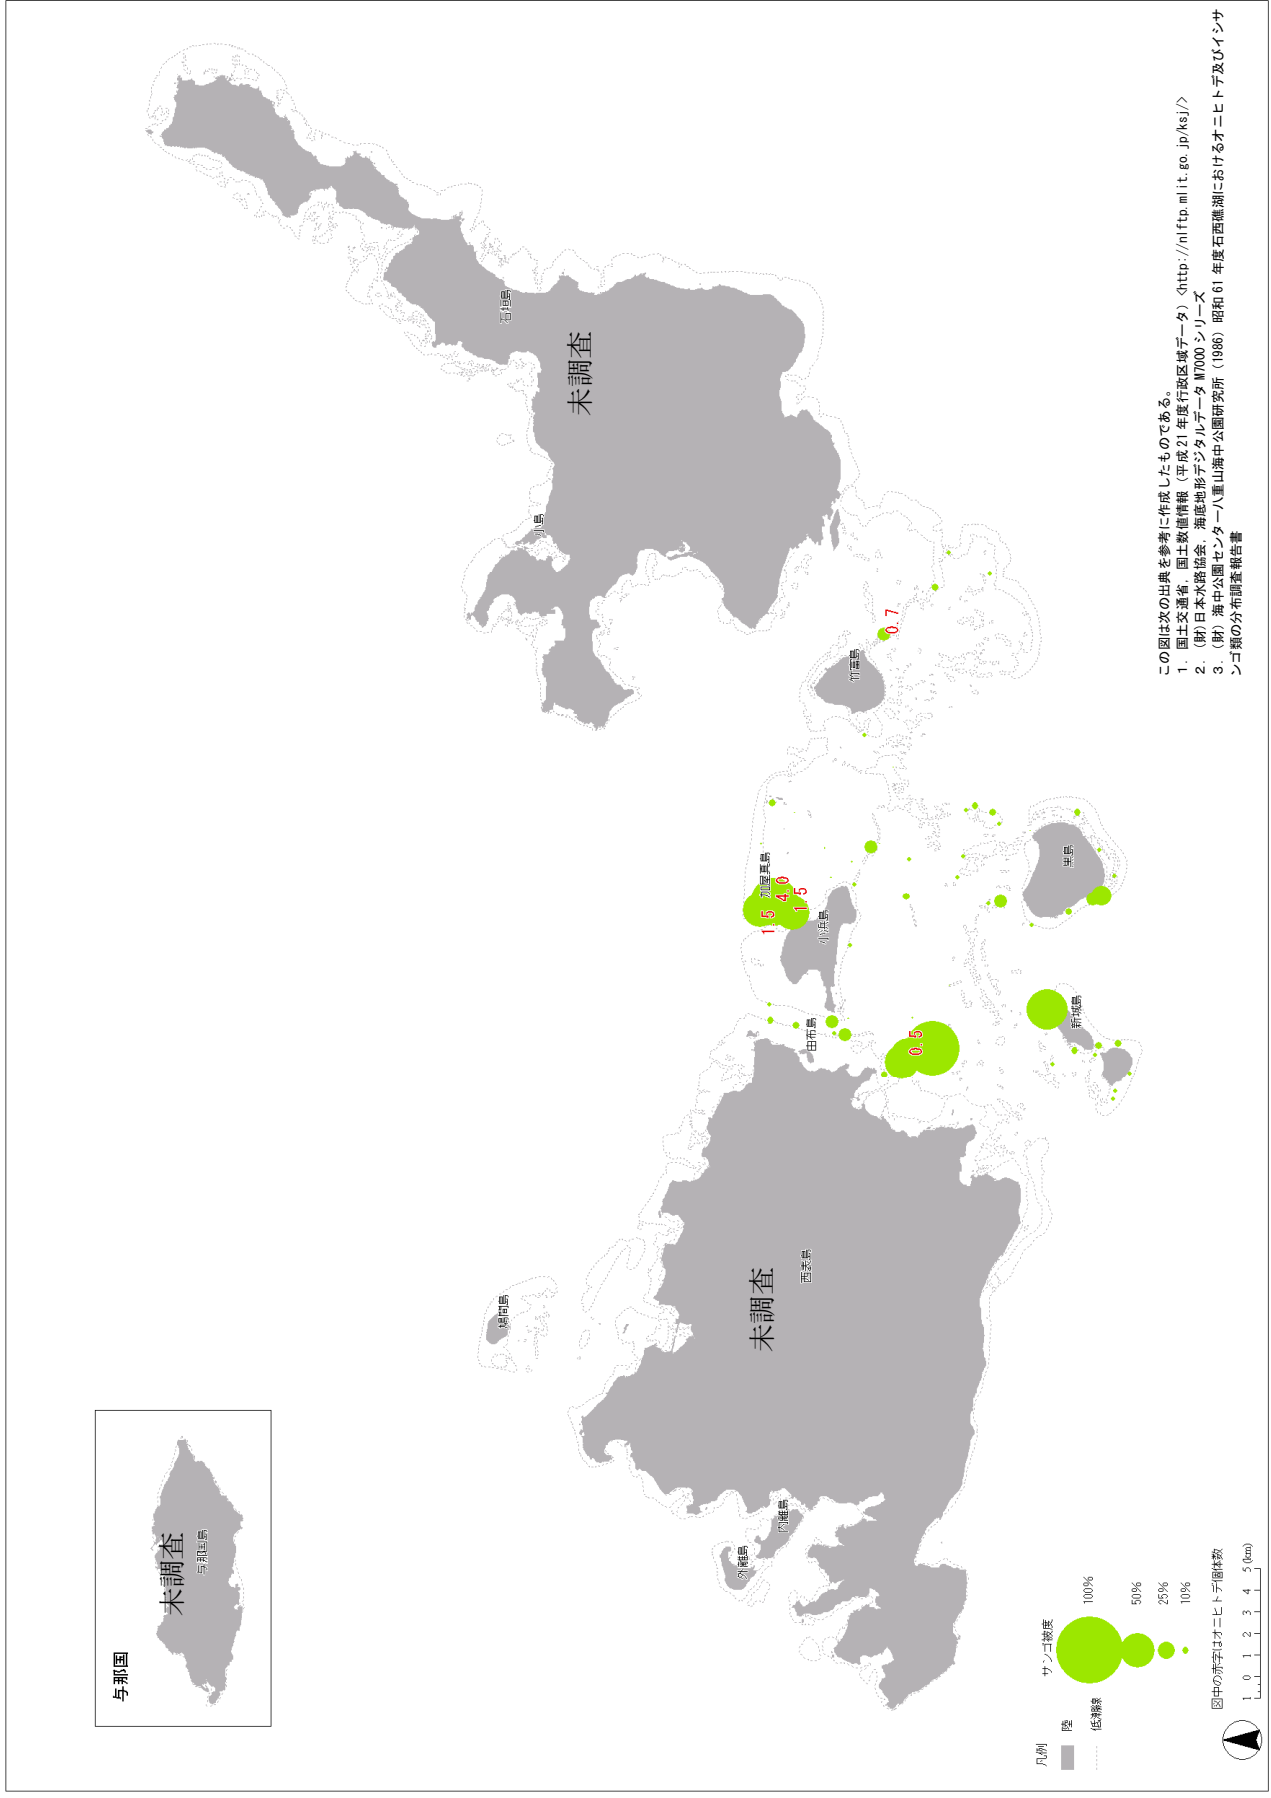 与那国
未調査
与那国島
鳩間島
外離島
内離島
未調査
西表島
由布島
小浜島
加屋真島
1.5
4.0
1.5
0.5
新城島
黒島
竹富島
0.7
小島
未調査
石垣島
凡例
陸
低潮線
サンゴ被度
100%
50%
25%
10%
図中の赤字はオニヒトデ個体数
1 0 1 2 3 4 5 (km)
この図は次の出典を参考に作成したものである。
1. 国土交通省, 国土数値情報(平成21年度行政区域データ)<http://nlftp.mlit.go.jp/ksj/>
2. (財)日本水路協会, 海底地形デジタルデータ M7000 シリーズ
3. (財)海中公園センター八重山海中公園研究所(1986)昭和 61 年度石西礁湖におけるオニヒトデ及びイシサ
ンゴ類の分布調査報告書